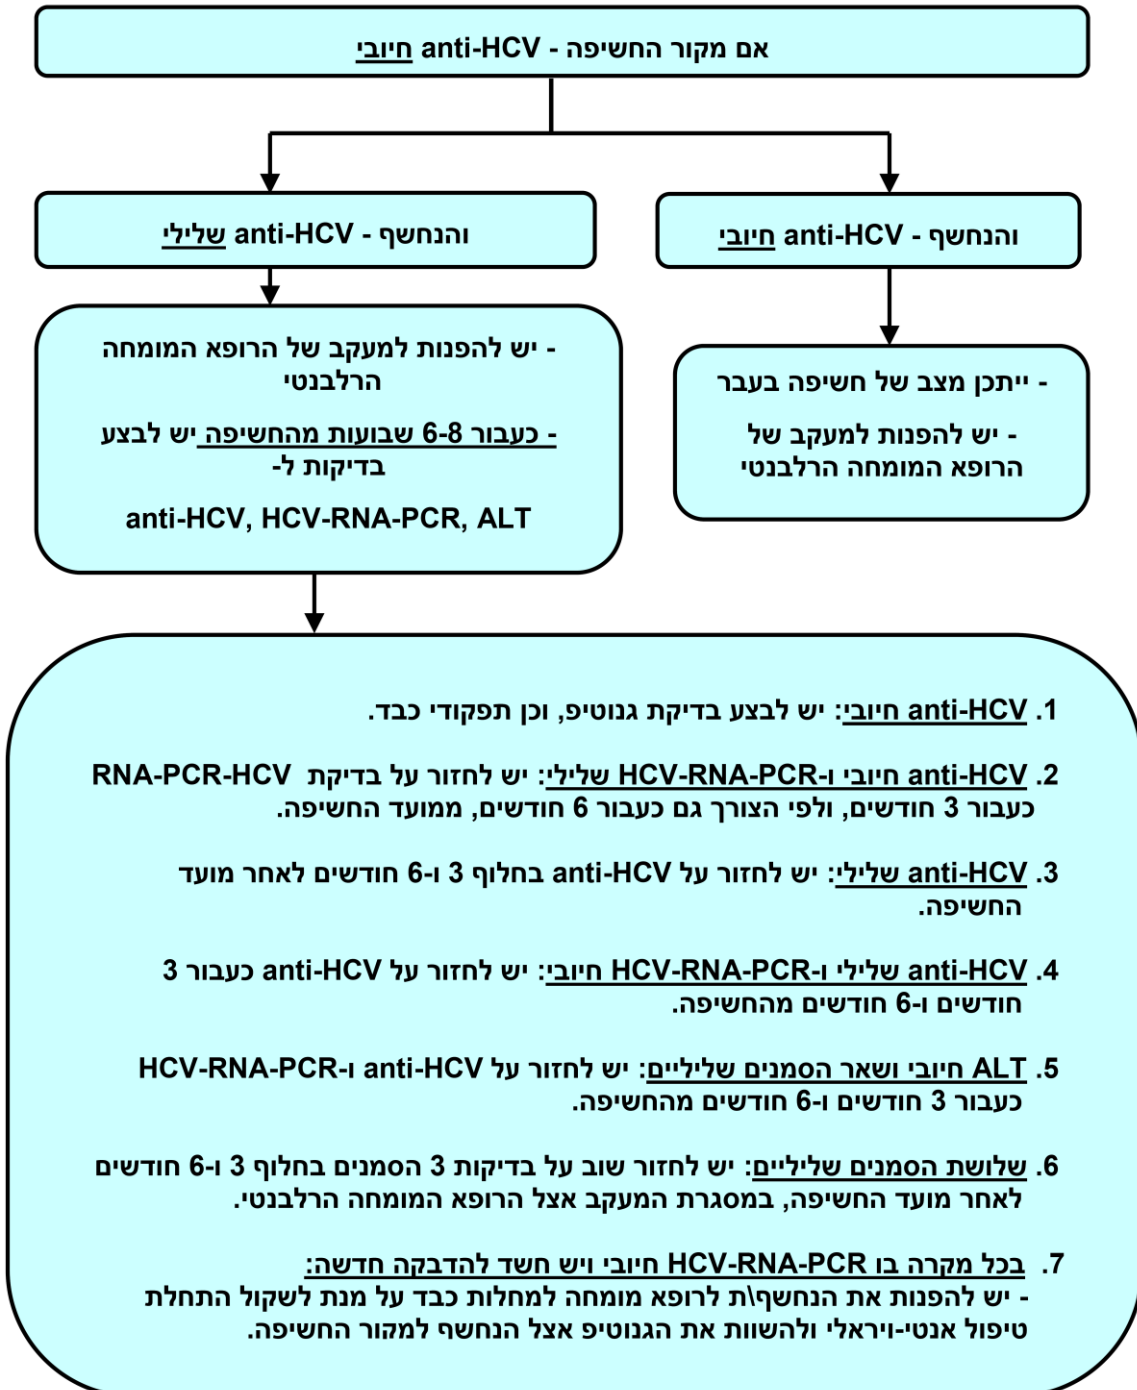 אם מקור החשיפה - anti-HCV חיובי
והנחשף - anti-HCV חיובי
והנחשף - anti-HCV שלילי
- ייתכן מצב של חשיפה בעבר
- יש להפנות למעקב של
הרופא המומחה הרלבנטי
- יש להפנות למעקב של הרופא המומחה
הרלבנטי
- כעבור 6-8 שבועות מהחשיפה יש לבצע
בדיקות ל-
anti-HCV, HCV-RNA-PCR, ALT
1. anti-HCV חיובי: יש לבצע בדיקת גנוטיפ, וכן תפקודי כבד.
2. anti-HCV חיובי ו-HCV-RNA-PCR שלילי: יש לחזור על בדיקת RNA-PCR-HCV
כעבור 3 חודשים, ולפי הצורך גם כעבור 6 חודשים, ממועד החשיפה.
3. anti-HCV שלילי: יש לחזור על anti-HCV בחלוף 3 ו-6 חודשים לאחר מועד
החשיפה.
4. anti-HCV שלילי ו-HCV-RNA-PCR חיובי: יש לחזור על anti-HCV כעבור 3
חודשים ו-6 חודשים מהחשיפה.
5. ALT חיובי ושאר הסמנים שליליים: יש לחזור על anti-HCV ו-HCV-RNA-PCR
כעבור 3 חודשים ו-6 חודשים מהחשיפה.
6. שלושת הסמנים שליליים: יש לחזור שוב על בדיקות 3 הסמנים בחלוף 3 ו-6 חודשים
לאחר מועד החשיפה, במסגרת המעקב אצל הרופא המומחה הרלבנטי.
7. בכל מקרה בו HCV-RNA-PCR חיובי ויש חשד להדבקה חדשה:
- יש להפנות את הנחשף\ת לרופא מומחה למחלות כבד על מנת לשקול התחלת
טיפול אנטי-ויראלי ולהשוות את הגנוטיפ אצל הנחשף למקור החשיפה.